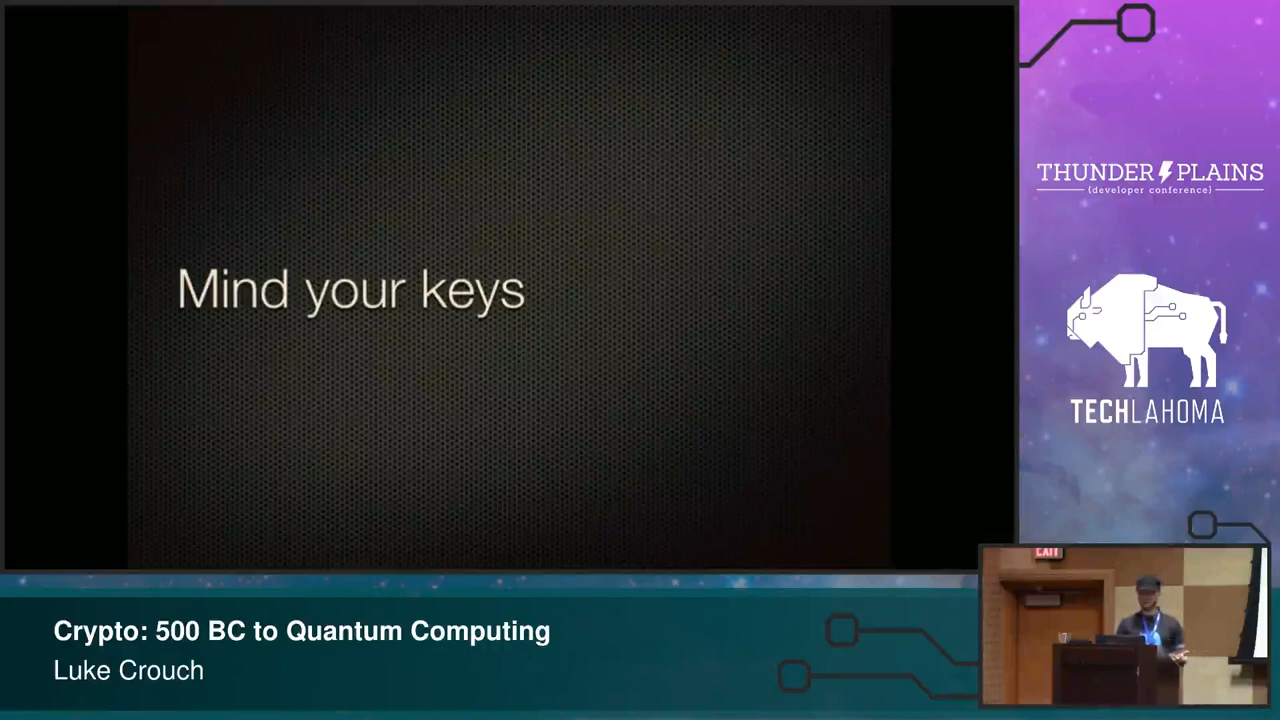 Mind your keys
THUNDER PLAINS
{developer conference}
TECHLAHOMA
EXIT
Crypto: 500 BC to Quantum Computing
Luke Crouch